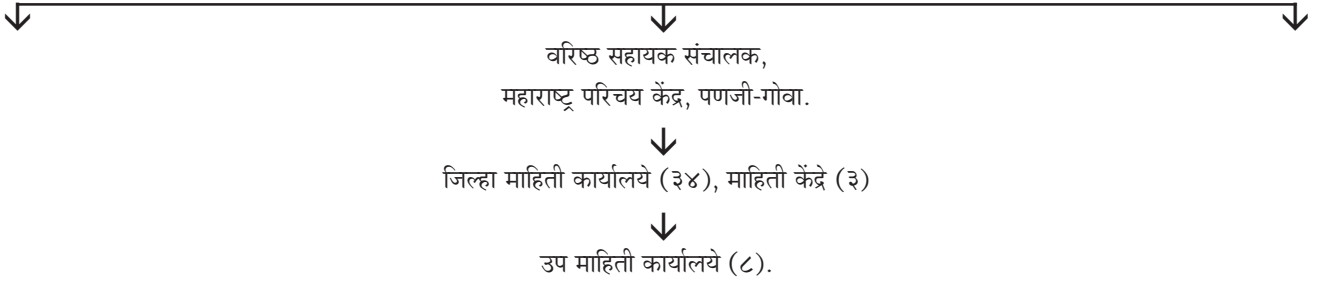 वरिष्ठ सहायक संचालक,
महाराष्ट्र परिचय केंद्र, पणजी-गोवा.
जिल्हा माहिती कार्यालये (३४), माहिती केंद्रे (३)
उप माहिती कार्यालये (८).